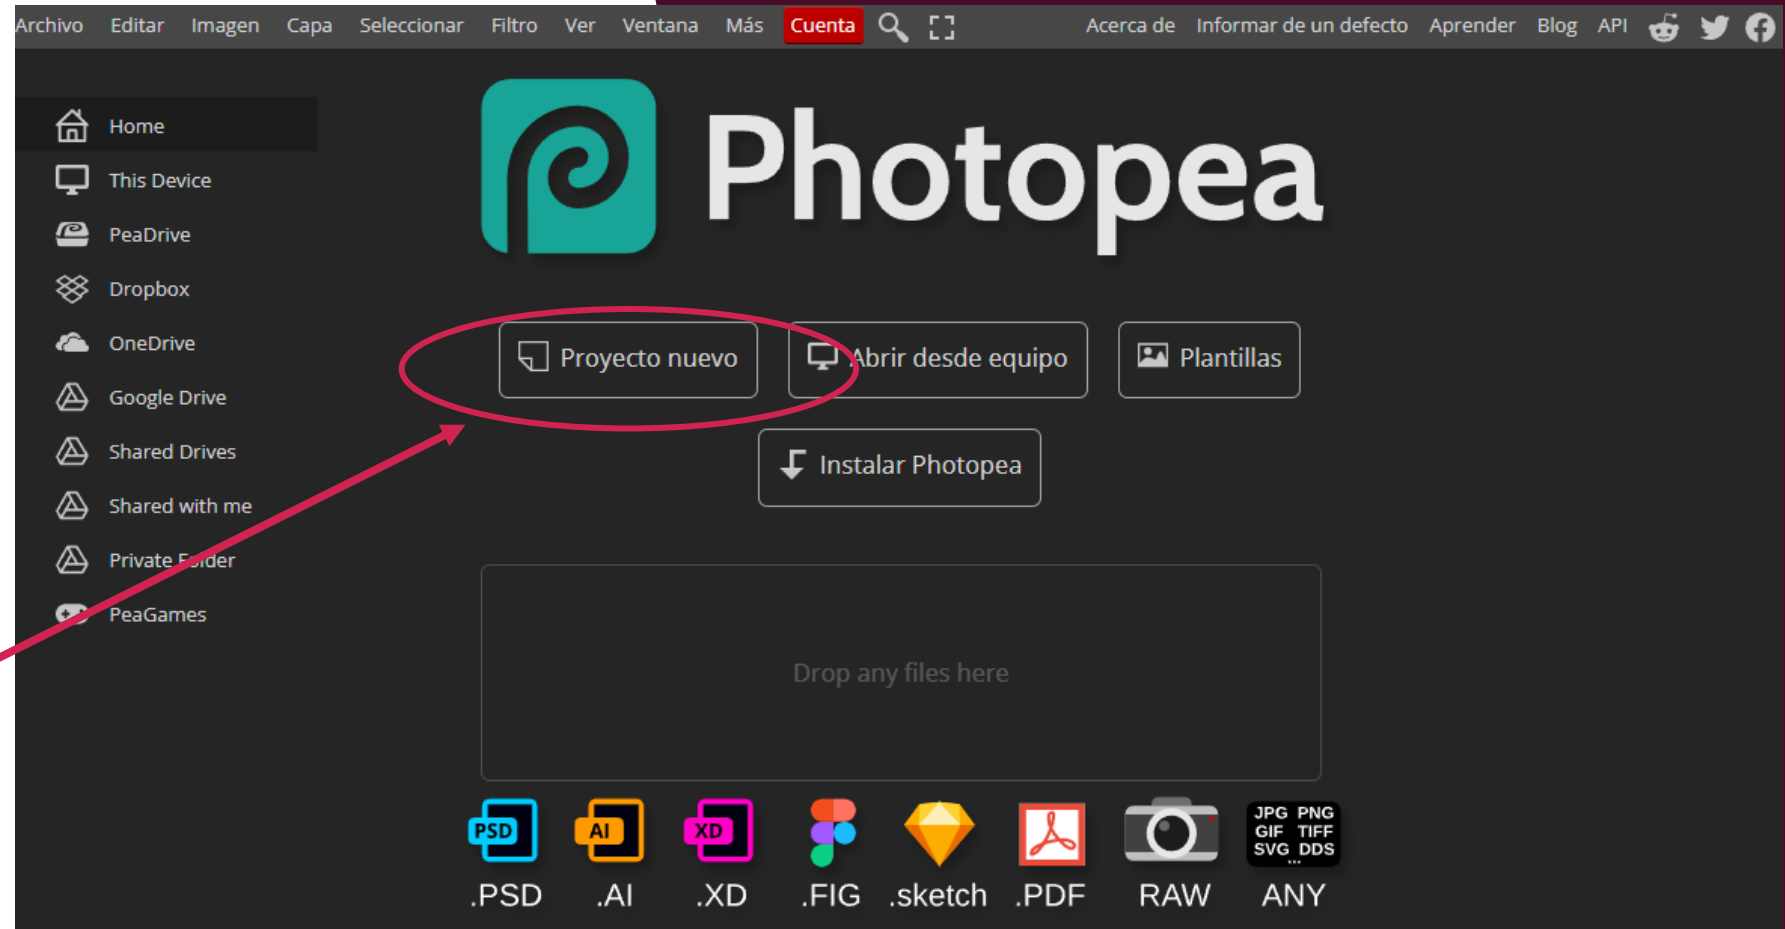 Archivo Editar Imagen Capa Seleccionar Filtro Ver Ventana Más Cuenta Acerca de Informar de un defecto Aprender Blog API
Home
This Device
PeaDrive
Dropbox
OneDrive
Google Drive
Shared Drives
Shared with me
Private Folder
PeaGames
Photopea
Proyecto nuevo Abrir desde equipo Plantillas
Instalar Photopea
Drop any files here
PSD AI XD
JPG PNG
GIF TIFF
SVG DDS
...
.PSD .AI .XD .FIG .sketch .PDF RAW ANY